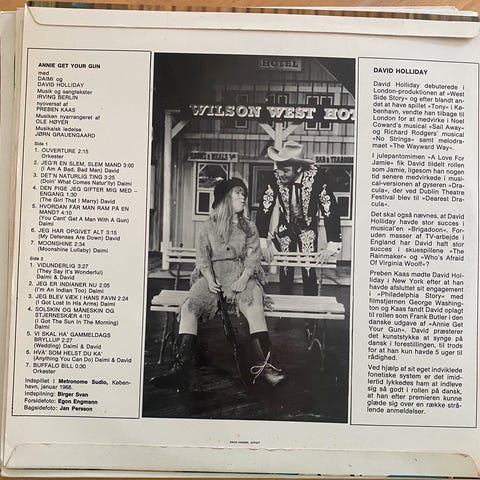 ANNIE GET YOUR GUN
med
DAIMI og
DAVID HOLLIDAY
Musik og sangtekster
IRVING BERLIN
nyoversat af
PREBEN KAAS
Musiken nyarrangeret af
OLE HØYER
Musikalsk ledelse
JØRN GRAUENGAARD
Side 1
1. OUVERTURE 2:15
Orkester
2. JEG'R EN SLEM, SLEM MAND 3:00
(I Am A Bad, Bad Man) David
3. DET'N NATURLIG TING 3:25
(Doin' What Comes Natur'lly) Daimi
4. DEN PIGE JEG GIFTER MIG MED -
ENGANG 1:30
(The Girl That I Marry) David
5. HVORDAN FÅR MAN RAM PÅ EN
MAND? 4:10
(You Cant' Get A Man With A Gun)
Daimi
6. JEG HAR OPGIVET ALT 3:15
(My Defenses Are Down) David
7. MOONSHINE 2:34
(Moonshine Lullaby) Daimi
Side 2
1. VIDUNDERLIG 3:27
(They Say It's Wonderful)
Daimi & David
2. JEG ER INDIANER NU 2:05
(I'm An Indian Too) Daimi
3. JEG BLEV VÆK I HANS FAVN 2:24
(I Got Lost In His Arms) Daimi
4. SOLSKIN OG MÅNESKIN OG
STJERNESKER 4:10
(I Got The Sun In The Morning)
Daimi
5. VI SKAL HA' GAMMELDAGS
BRYLLUP 2:27
(Wedding) Daimi & David
6. HVA' SOM HELST DU KA'
(Anything You Can Do) Daimi & David
7. BUFFALO BILL 0:30
Orkester
Indspillet i Metronome Sudio, Køben-
havn, januar 1968.
Indspilning: Birger Svan
Forsidefoto: Egon Engmann
Bagsidefoto: Jan Persson
HOTEL
WILSON WEST HOT
DAVID HOLLIDAY
David Holliday debuterede i
London-produktionen af »West
Side Story« og efter blandt an-
det at have spillet »Tony« i Kø-
benhavn, vendte han tilbage til
London for at medvirke i Noel
Coward's musical »Sail Away«
og Richard Rodgers' musical
»No Strings« samt melodra-
maet »The Wayward Way«.
I julepantomimen »A Love For
Jamie« fik David tildelt rollen
som Jamie, ligeson han nogen
tid senere medvirkede i musi-
cal-versionen af gyseren »Dra-
cula«, der ved Dublin Theatre
Festival blev til »Dearest Dra-
cula«.
Det skal også nævnes, at David
Holliday havde stor succes i
musical'en »Brigadoon«. For-
uden masser af TV-arbejde i
England har David haft stor
succes i skuespillene »The
Rainmaker« og »Who's Afraid
Of Virginia Woolf«?
Preben Kaas mødte David Hol-
liday i New York efter at han
havde afsluttet sit engagement
i »Philadelphia Story« med
filmstjernen George Washing-
ton og Kaas fandt David oplagt
til rollen som Frank Butler i den
danske udgave af »Annie Get
Your Gun«. David præsterer
det kunststykke at synge på
dansk i forestillingen, til trods
for at han kun havde 5 uger til
rådighed.
Ved hjælp af sit eget indviklede
fonetiske system er det imid-
lertid lykkedes ham at indleve
sig så godt i rollen på dansk,
at han efter premieren kunne
glæde sig over en række strå-
lende anmeldelser.